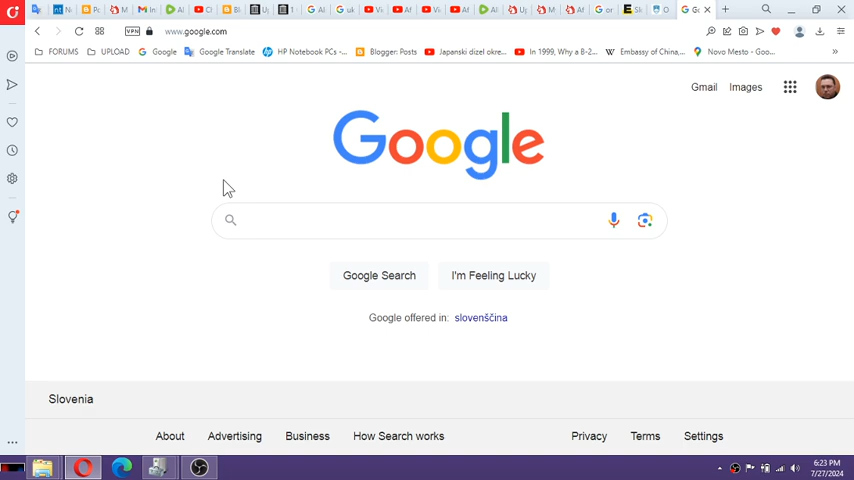 VPN www.google.com
FORUMS UPLOAD Google Google Translate HP Notebook PCs -... Blogger: Posts Japanski dizel okre... In 1999, Why a B-2... Embassy of China,... Novo Mesto - Goo...
Gmail Images
Google
Google Search I'm Feeling Lucky
Google offered in: slovenščina
Slovenia
About Advertising Business How Search works Privacy Terms Settings
6:23 PM
7/27/2024